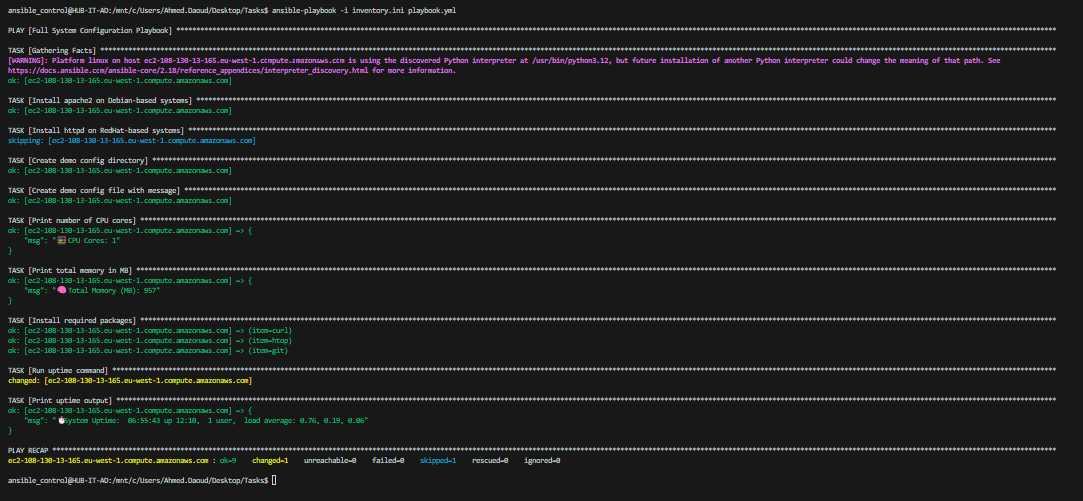 ansible_control@HUB-IT-AD:/mnt/c/Users/Ahmed.Daoud/Desktop/Tasks$ ansible-playbook -i inventory.ini playbook.yml
PLAY [Full System Configuration Playbook] ****************************************
TASK [Gathering Facts] ****************************************
[WARNING]: Platform linux on host ec2-108-130-13-165.eu-west-1.compute.amazonaws.com is using the discovered Python interpreter at /usr/bin/python3.12, but future installation of another Python interpreter could change the meaning of that path. See
https://docs.ansible.com/ansible-core/2.18/reference_appendices/interpreter_discovery.html for more information.
ok: [ec2-108-130-13-165.eu-west-1.compute.amazonaws.com]
TASK [Install apache2 on Debian-based systems] ****************************************
ok: [ec2-108-130-13-165.eu-west-1.compute.amazonaws.com]
TASK [Install httpd on RedHat-based systems] ****************************************
skipping: [ec2-108-130-13-165.eu-west-1.compute.amazonaws.com]
TASK [Create demo config directory] ****************************************
ok: [ec2-108-130-13-165.eu-west-1.compute.amazonaws.com]
TASK [Create demo config file with message] ****************************************
ok: [ec2-108-130-13-165.eu-west-1.compute.amazonaws.com]
TASK [Print number of CPU cores] ****************************************
ok: [ec2-108-130-13-165.eu-west-1.compute.amazonaws.com] => {
    "msg": "CPU Cores: 1"
}
TASK [Print total memory in MB] ****************************************
ok: [ec2-108-130-13-165.eu-west-1.compute.amazonaws.com] => {
    "msg": "🧠 Total Memory (MB): 957"
}
TASK [Install required packages] ****************************************
ok: [ec2-108-130-13-165.eu-west-1.compute.amazonaws.com] => (item=curl)
ok: [ec2-108-130-13-165.eu-west-1.compute.amazonaws.com] => (item=htop)
ok: [ec2-108-130-13-165.eu-west-1.compute.amazonaws.com] => (item=git)
TASK [Run uptime command] ****************************************
changed: [ec2-108-130-13-165.eu-west-1.compute.amazonaws.com]
TASK [Print uptime output] ****************************************
ok: [ec2-108-130-13-165.eu-west-1.compute.amazonaws.com] => {
    "msg": "⏱System Uptime:  06:55:43 up 12:10,  1 user,  load average: 0.76, 0.19, 0.06"
}
PLAY RECAP ****************************************
ec2-108-130-13-165.eu-west-1.compute.amazonaws.com : ok=9    changed=1    unreachable=0    failed=0    skipped=1    rescued=0    ignored=0
ansible_control@HUB-IT-AD:/mnt/c/Users/Ahmed.Daoud/Desktop/Tasks$